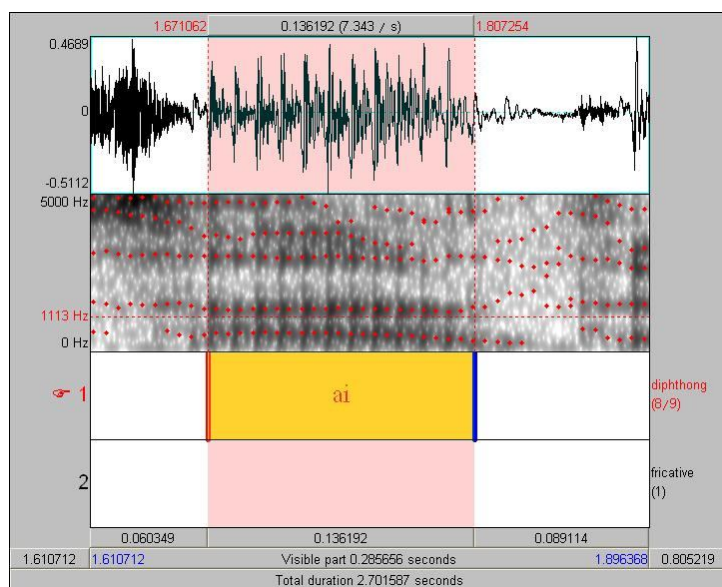 1.671062 0.136192 (7.343 / s) 1.807254
0.4689
0
-0.5112
5000 Hz
1113 Hz
0 Hz
1 ai diphthong
(8/9)
2 fricative
(1)
0.060349 0.136192 0.089114
1.610712 1.610712 Visible part 0.285656 seconds 1.896368 0.805219
Total duration 2.701587 seconds